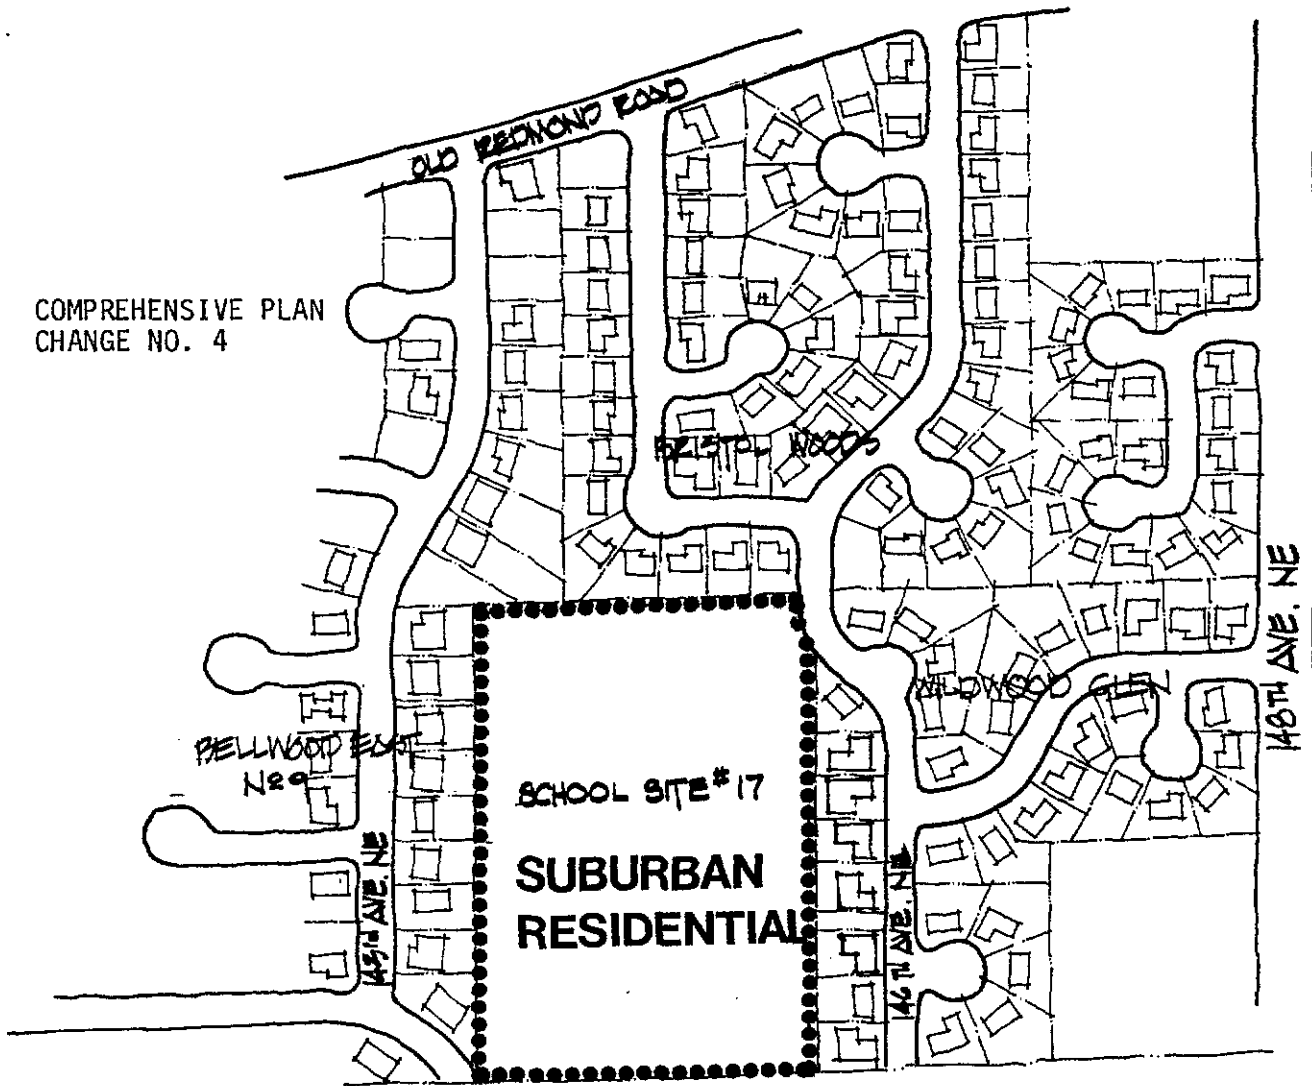 OLD REDMOND ROAD
COMPREHENSIVE PLAN
CHANGE NO. 4
BRISTOL WOODS
148TH AVE. NE
WILDWOOD GLEN
BELLWOOD EAST
No 9
SCHOOL SITE #17
SUBURBAN
RESIDENTIAL
143rd AVE. NE
146TH AVE. NE